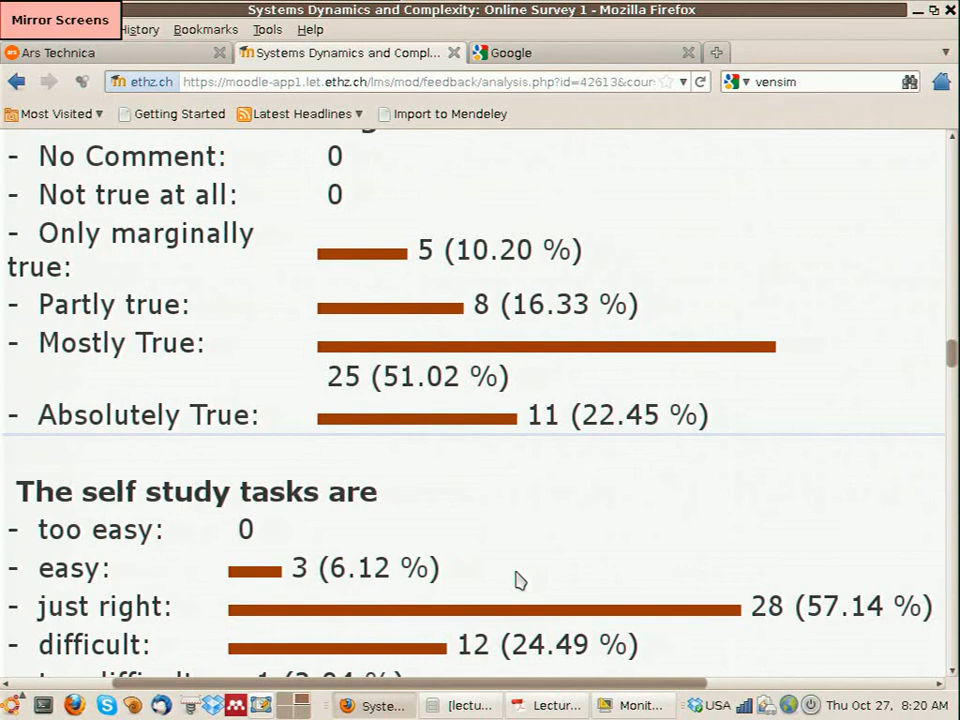 Systems Dynamics and Complexity: Online Survey 1 - Mozilla Firefox
Mirror Screens
History Bookmarks Tools Help
Ars Technica
Systems Dynamics and Compl...
Google
ethz.ch
https://moodle-app1.let.ethz.ch/lms/mod/feedback/analysis.php?id=42613&cour
vensim
Most Visited
Getting Started
Latest Headlines
Import to Mendeley
- No Comment: 0
- Not true at all: 0
- Only marginally
true: 5 (10.20 %)
- Partly true: 8 (16.33 %)
- Mostly True:
25 (51.02 %)
- Absolutely True: 11 (22.45 %)
The self study tasks are
- too easy: 0
- easy: 3 (6.12 %)
- just right: 28 (57.14 %)
- difficult: 12 (24.49 %)
Syste...
[lectu...
Lectur...
Monit...
USA
Thu Oct 27, 8:20 AM